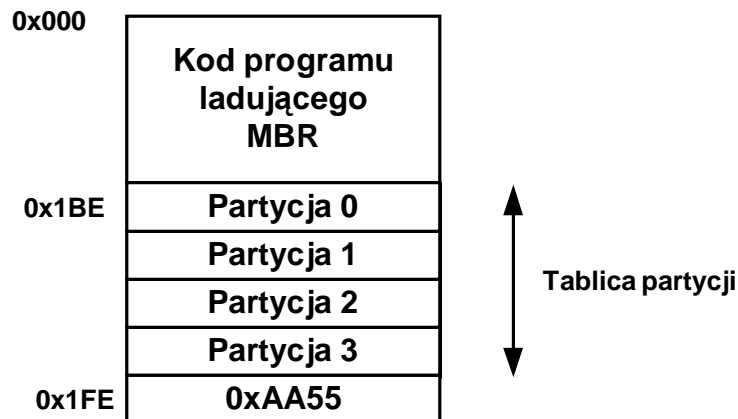 0x000
Kod programu
ladującego
MBR
0x1BE
Partycja 0
Partycja 1
Partycja 2
Partycja 3
Tablica partycji
0x1FE
0xAA55